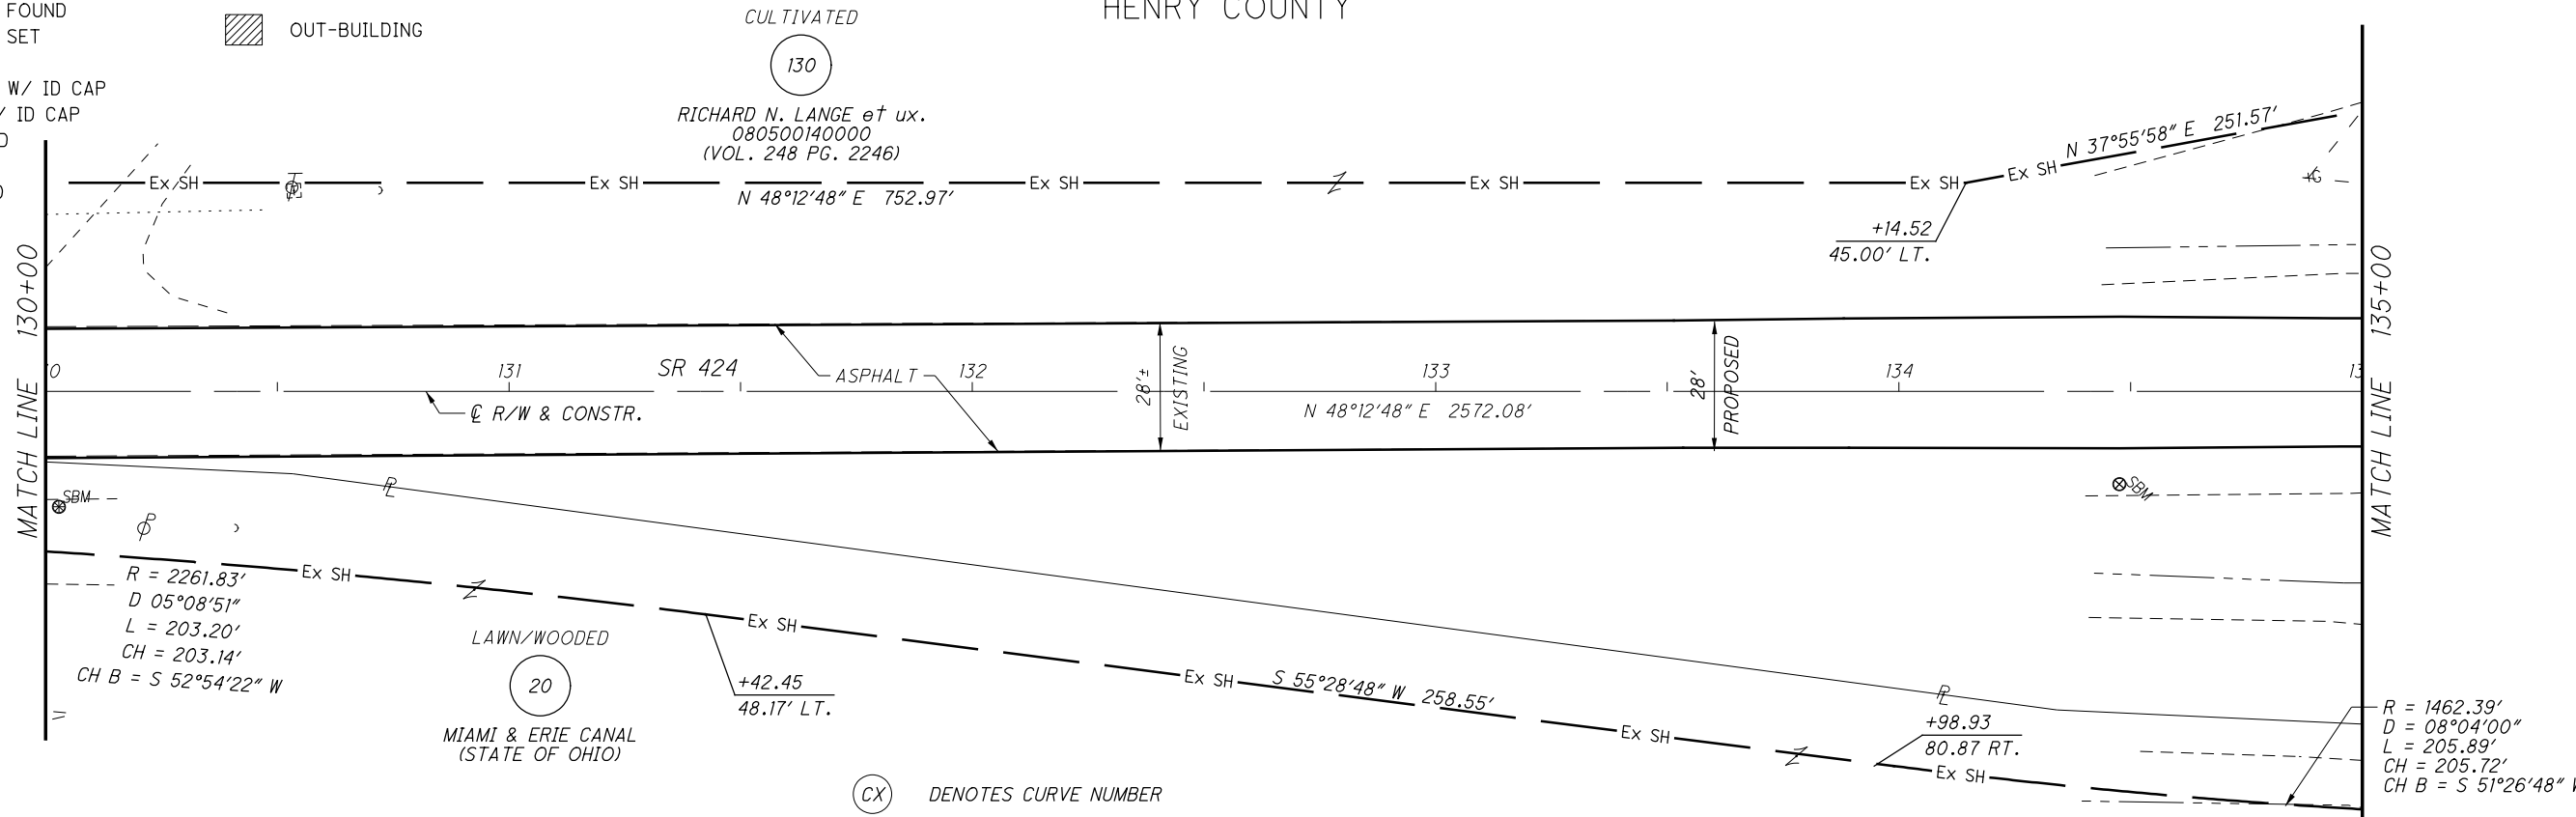 FOUND
SET
W/ ID CAP
/ ID CAP
OUT-BUILDING
HENRY COUNTY
CULTIVATED
130
RICHARD N. LANGE et ux.
080500140000
(VOL. 248 PG. 2246)
Ex SH
Ex SH
Ex SH
Ex SH
Ex SH
Ex SH
N 48°12'48" E 752.97'
N 37°55'58" E 251.57'
+14.52
45.00' LT.
MATCH LINE 130+00
MATCH LINE 135+00
131
SR 424
132
133
134
ASPHALT
28'±
EXISTING
28'
PROPOSED
℄ R/W & CONSTR.
N 48°12'48" E 2572.08'
SBM
SBM
P
PL
PL
Ex SH
Ex SH
Ex SH
Ex SH
Ex SH
R = 2261.83'
D 05°08'51"
L = 203.20'
CH = 203.14'
CH B = S 52°54'22" W
LAWN/WOODED
20
MIAMI & ERIE CANAL
(STATE OF OHIO)
+42.45
48.17' LT.
S 55°28'48" W 258.55'
+98.93
80.87 RT.
R = 1462.39'
D = 08°04'00"
L = 205.89'
CH = 205.72'
CH B = S 51°26'48" W
CX DENOTES CURVE NUMBER